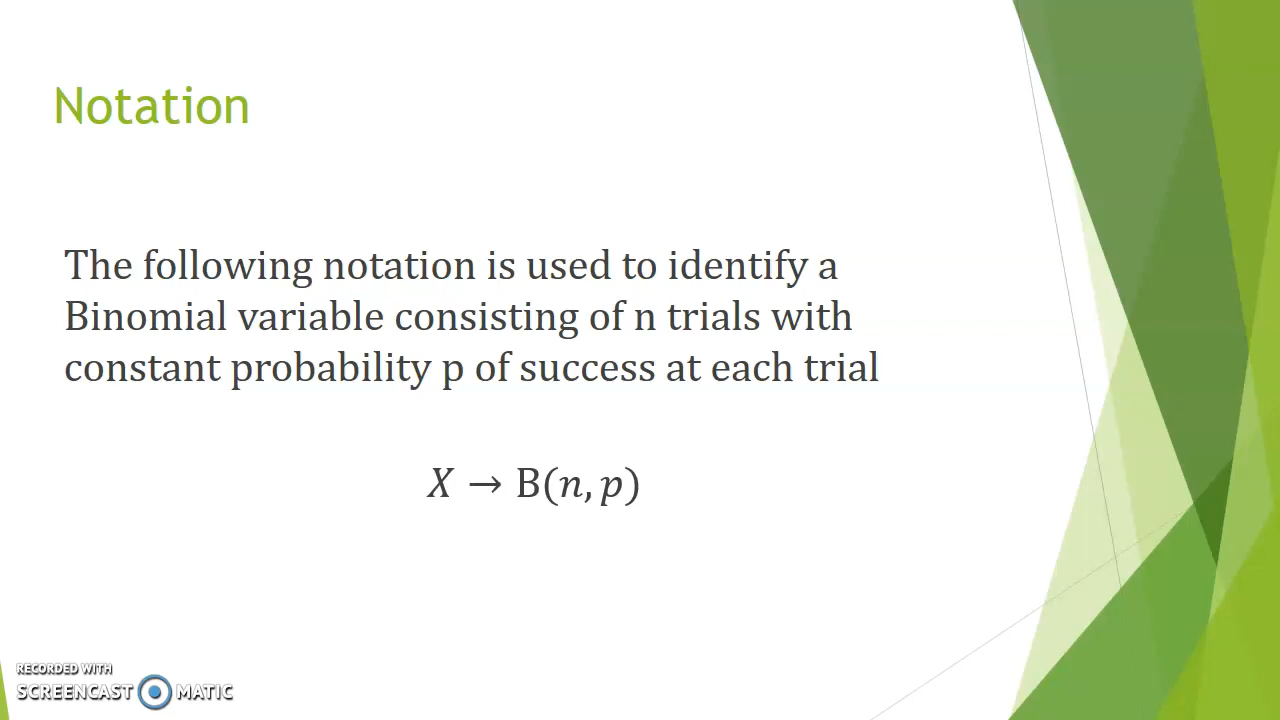 Notation
The following notation is used to identify a
Binomial variable consisting of n trials with
constant probability p of success at each trial
X → B(n, p)
RECORDED WITH
SCREENCAST MATIC